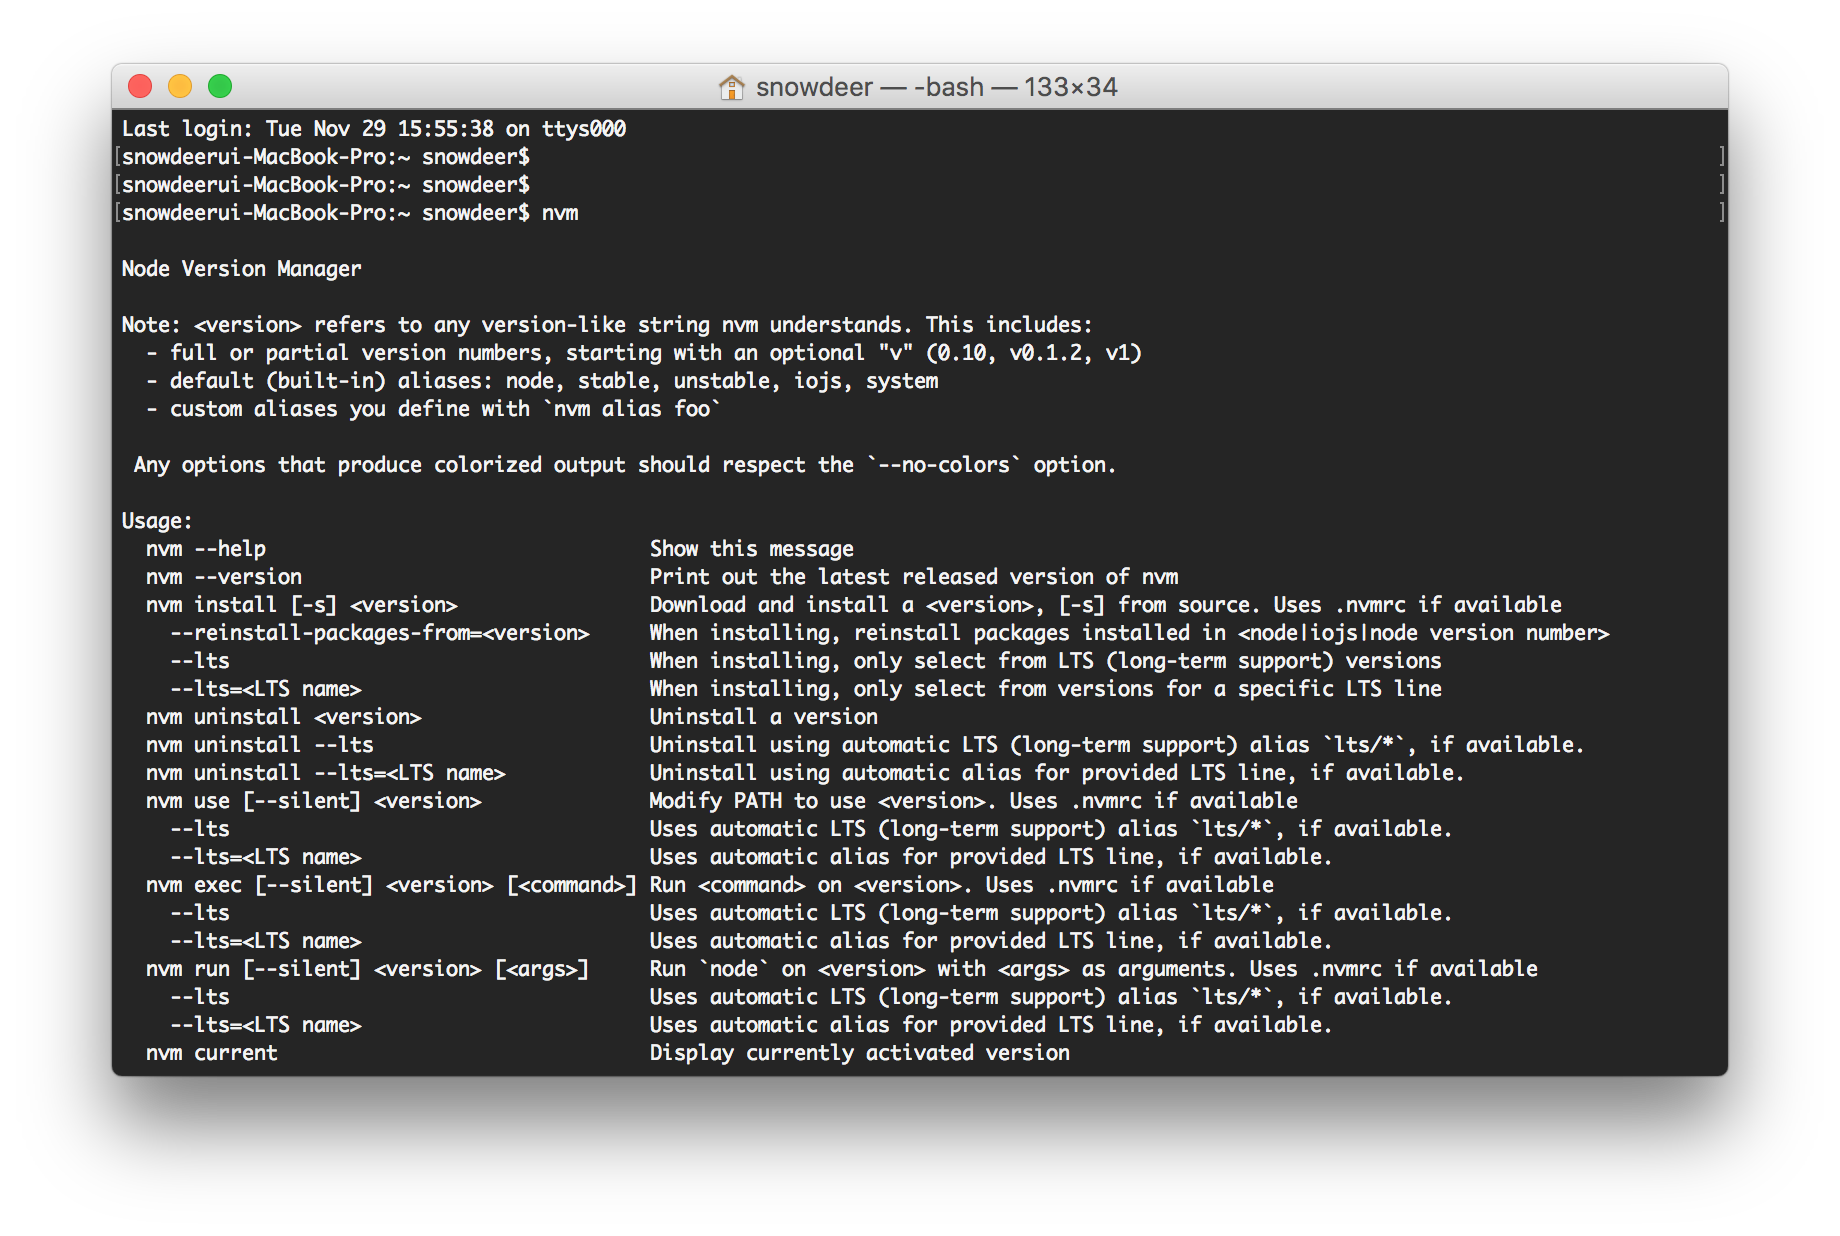 snowdeer — -bash — 133×34
Last login: Tue Nov 29 15:55:38 on ttys000
[snowdeerui-MacBook-Pro:~ snowdeer$ ]
[snowdeerui-MacBook-Pro:~ snowdeer$ ]
[snowdeerui-MacBook-Pro:~ snowdeer$ nvm ]

Node Version Manager

Note: <version> refers to any version-like string nvm understands. This includes:
  - full or partial version numbers, starting with an optional "v" (0.10, v0.1.2, v1)
  - default (built-in) aliases: node, stable, unstable, iojs, system
  - custom aliases you define with `nvm alias foo`

 Any options that produce colorized output should respect the `--no-colors` option.

Usage:
  nvm --help                                Show this message
  nvm --version                             Print out the latest released version of nvm
  nvm install [-s] <version>                Download and install a <version>, [-s] from source. Uses .nvmrc if available
    --reinstall-packages-from=<version>     When installing, reinstall packages installed in <node|iojs|node version number>
    --lts                                   When installing, only select from LTS (long-term support) versions
    --lts=<LTS name>                        When installing, only select from versions for a specific LTS line
  nvm uninstall <version>                   Uninstall a version
  nvm uninstall --lts                       Uninstall using automatic LTS (long-term support) alias `lts/*`, if available.
  nvm uninstall --lts=<LTS name>            Uninstall using automatic alias for provided LTS line, if available.
  nvm use [--silent] <version>              Modify PATH to use <version>. Uses .nvmrc if available
    --lts                                   Uses automatic LTS (long-term support) alias `lts/*`, if available.
    --lts=<LTS name>                        Uses automatic alias for provided LTS line, if available.
  nvm exec [--silent] <version> [<command>] Run <command> on <version>. Uses .nvmrc if available
    --lts                                   Uses automatic LTS (long-term support) alias `lts/*`, if available.
    --lts=<LTS name>                        Uses automatic alias for provided LTS line, if available.
  nvm run [--silent] <version> [<args>]     Run `node` on <version> with <args> as arguments. Uses .nvmrc if available
    --lts                                   Uses automatic LTS (long-term support) alias `lts/*`, if available.
    --lts=<LTS name>                        Uses automatic alias for provided LTS line, if available.
  nvm current                               Display currently activated version